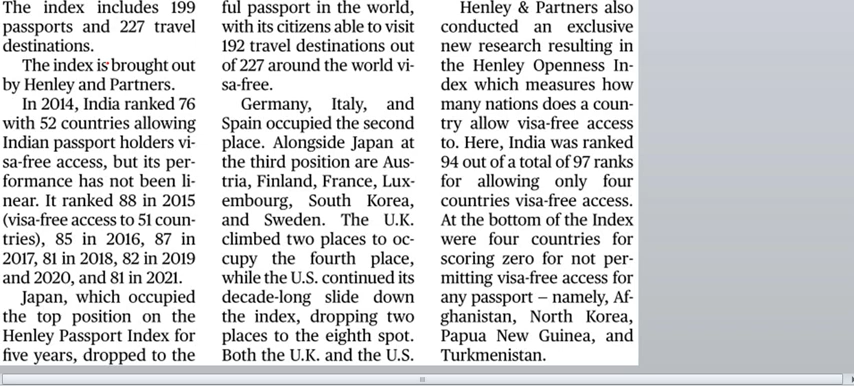 The index includes 199
passports and 227 travel
destinations.
The index is brought out
by Henley and Partners.
In 2014, India ranked 76
with 52 countries allowing
Indian passport holders vi-
sa-free access, but its per-
formance has not been li-
near. It ranked 88 in 2015
(visa-free access to 51 coun-
tries), 85 in 2016, 87 in
2017, 81 in 2018, 82 in 2019
and 2020, and 81 in 2021.
Japan, which occupied
the top position on the
Henley Passport Index for
five years, dropped to the
ful passport in the world,
with its citizens able to visit
192 travel destinations out
of 227 around the world vi-
sa-free.
Germany, Italy, and
Spain occupied the second
place. Alongside Japan at
the third position are Aus-
tria, Finland, France, Lux-
embourg, South Korea,
and Sweden. The U.K.
climbed two places to oc-
cupy the fourth place,
while the U.S. continued its
decade-long slide down
the index, dropping two
places to the eighth spot.
Both the U.K. and the U.S.
Henley & Partners also
conducted an exclusive
new research resulting in
the Henley Openness In-
dex which measures how
many nations does a coun-
try allow visa-free access
to. Here, India was ranked
94 out of a total of 97 ranks
for allowing only four
countries visa-free access.
At the bottom of the Index
were four countries for
scoring zero for not per-
mitting visa-free access for
any passport – namely, Af-
ghanistan, North Korea,
Papua New Guinea, and
Turkmenistan.